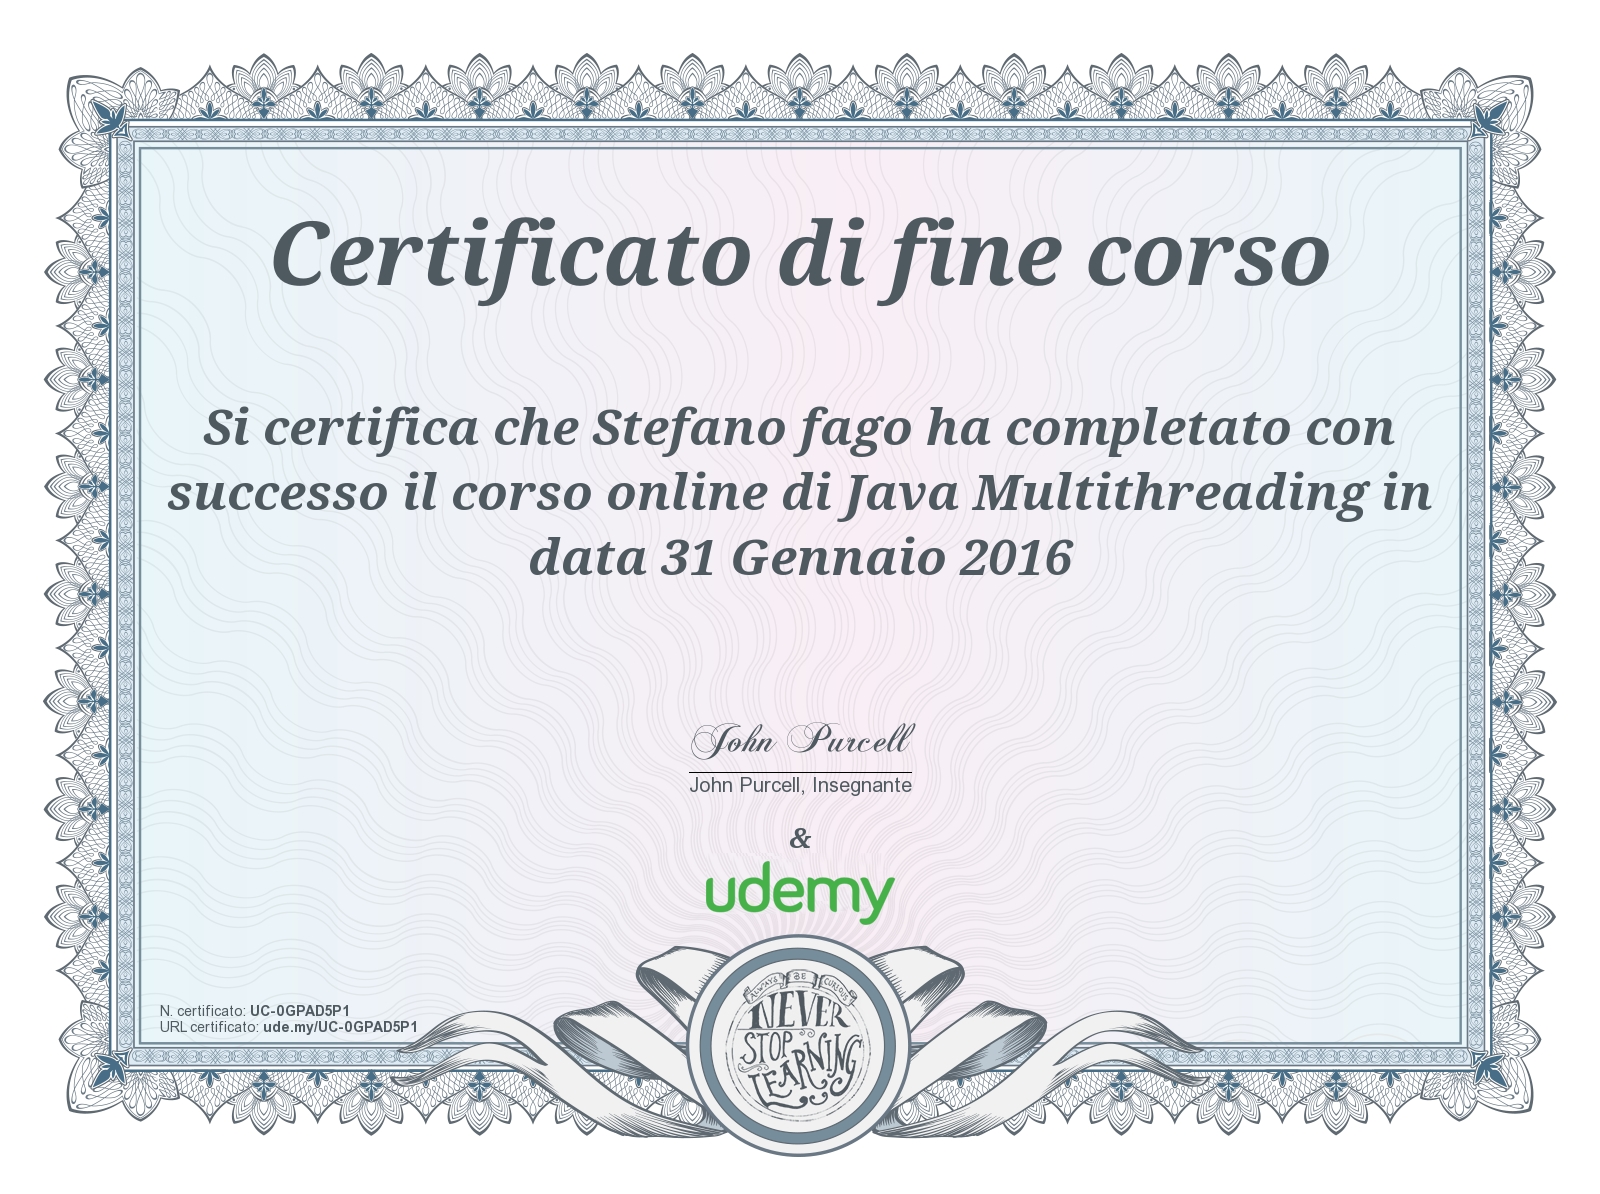 Certificato di fine corso
Si certifica che Stefano fago ha completato con
successo il corso online di Java Multithreading in
data 31 Gennaio 2016
John Purcell
John Purcell, Insegnante
&
udemy
N. certificato: UC-0GPAD5P1
URL certificato: ude.my/UC-0GPAD5P1
ALWAYS BE CURIOUS
NEVER
STOP
LEARNING